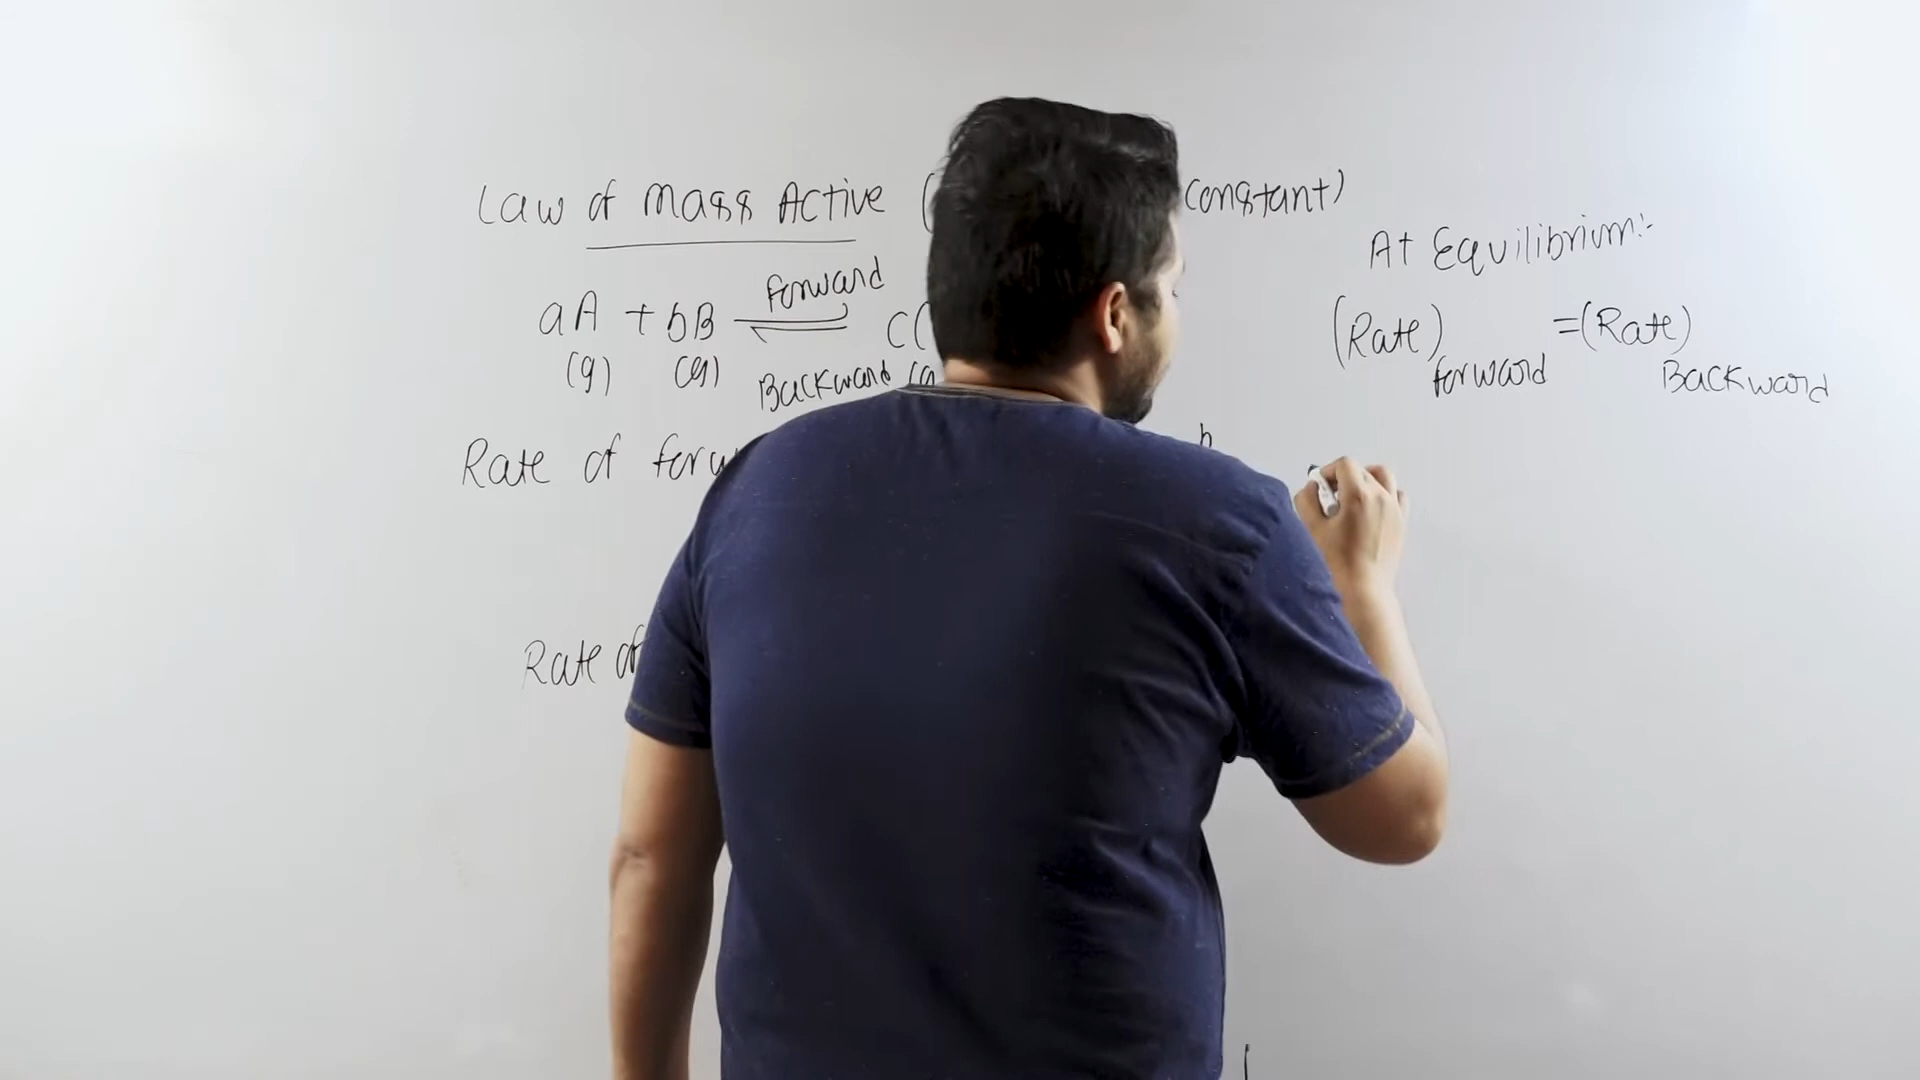 Law of Mass Active ( constant)
At Equilibrium:-
forward
aA + bB ⇌ C(
(g) (g) Backward (g
(Rate) forward = (Rate) Backward
Rate of forw b
Rate of